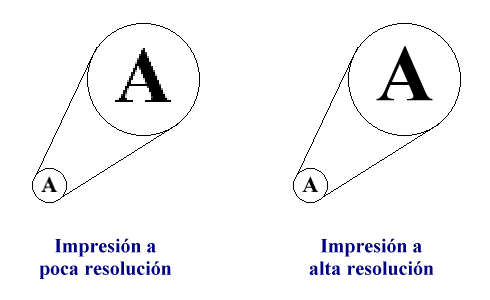 A
A
A
A
Impresión a
poca resolución
Impresión a
alta resolución